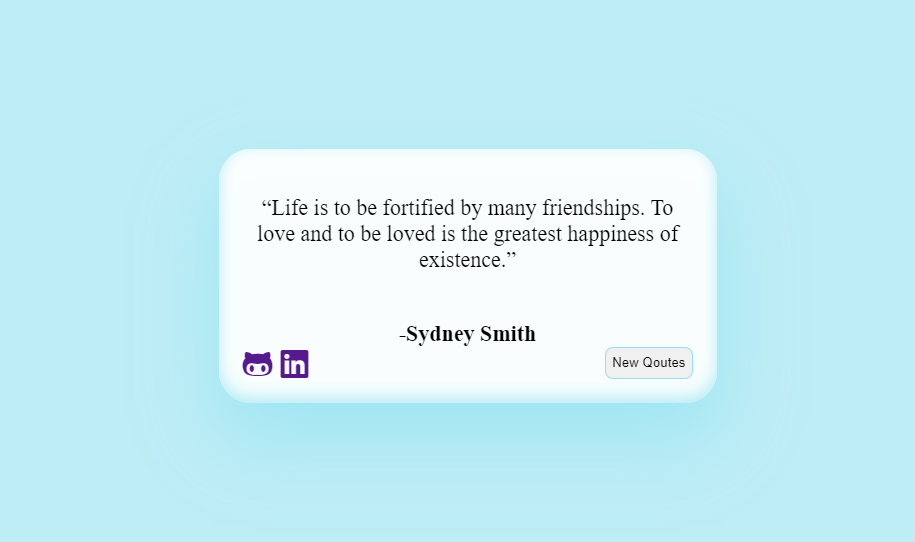 “Life is to be fortified by many friendships. To
love and to be loved is the greatest happiness of
existence.”
-Sydney Smith
in
New Qoutes